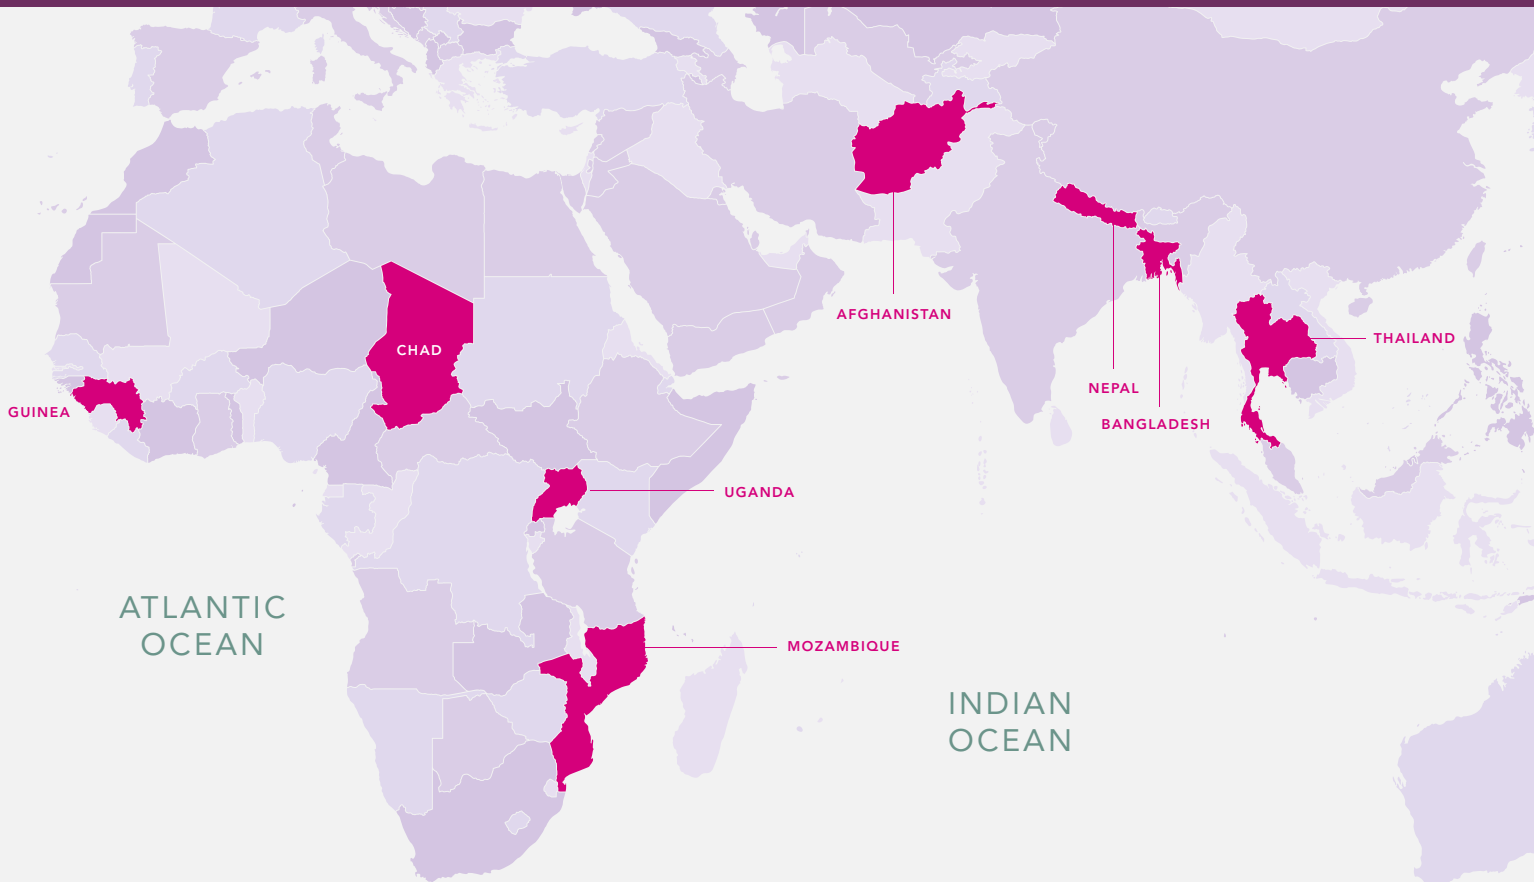 AFGHANISTAN
THAILAND
CHAD
NEPAL
GUINEA
BANGLADESH
UGANDA
ATLANTIC
OCEAN
MOZAMBIQUE
INDIAN
OCEAN